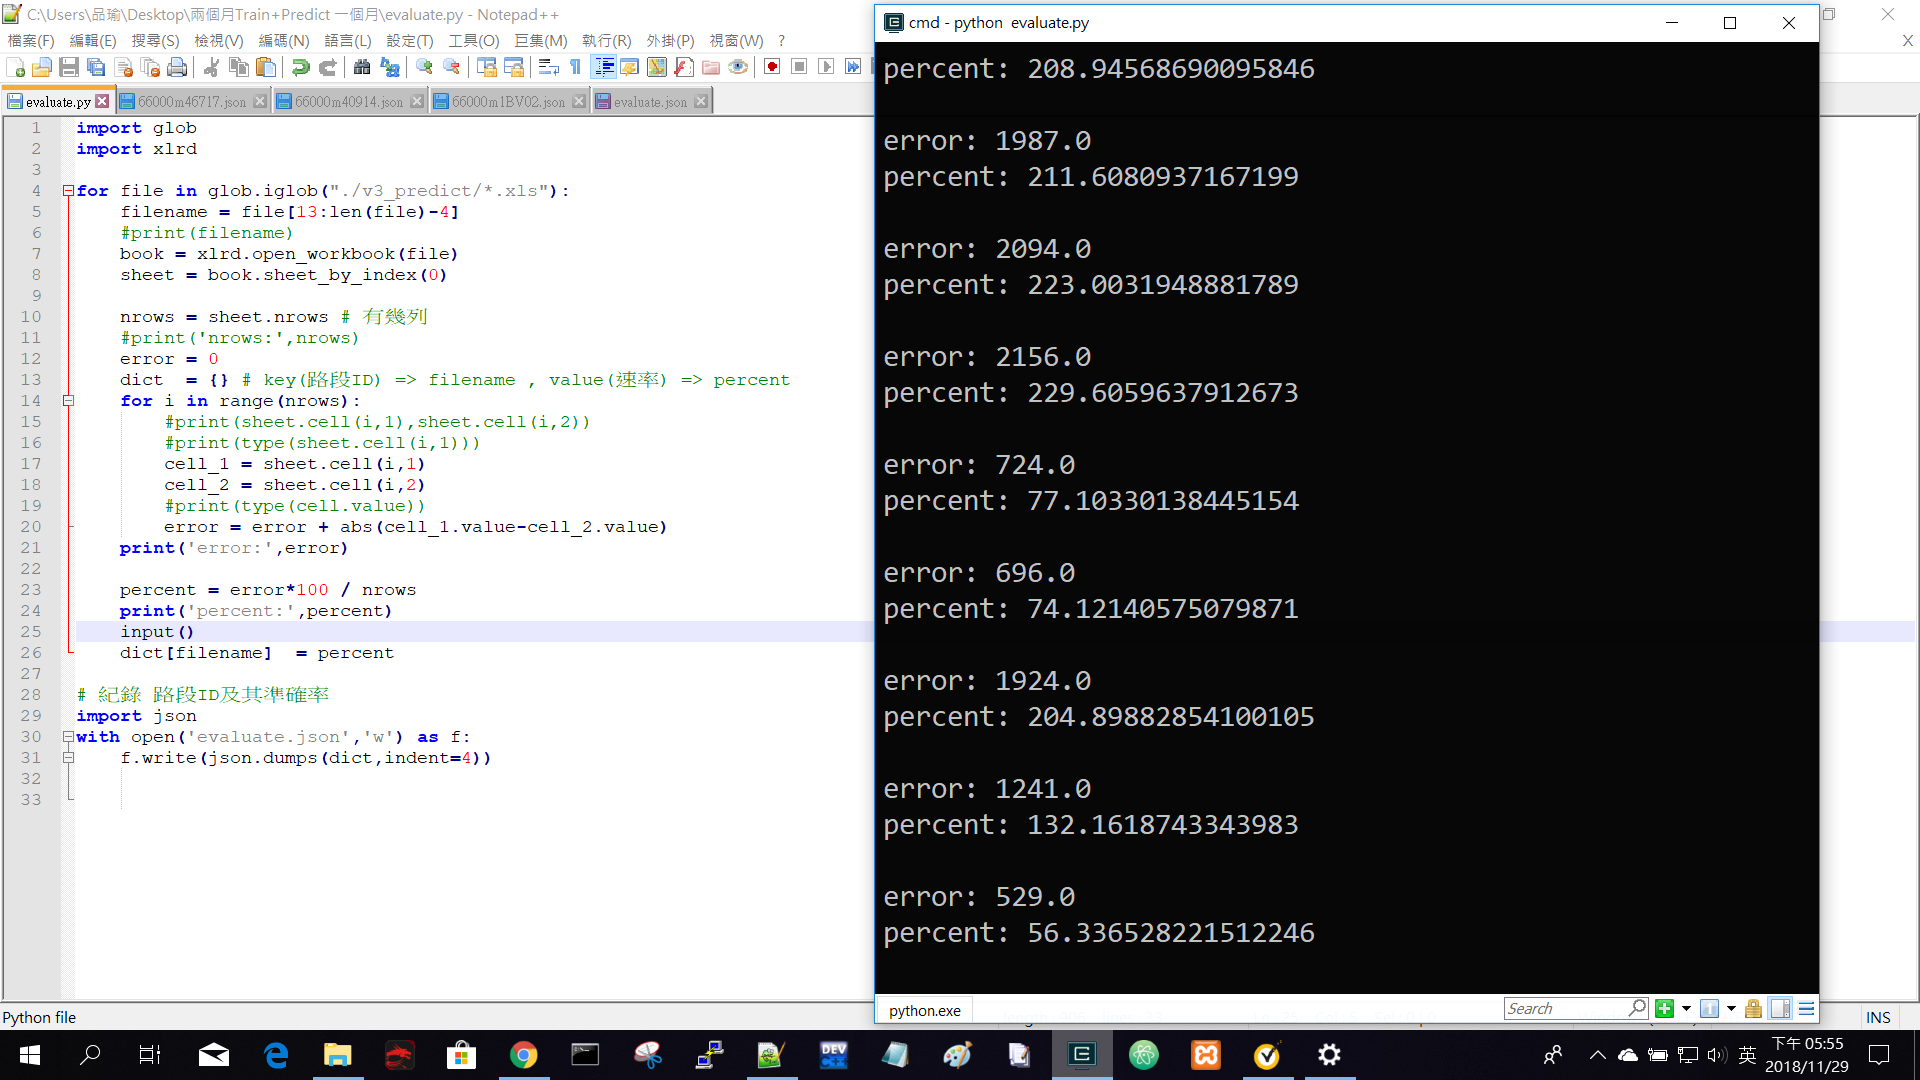 C:\Users\品瑜\Desktop\兩個月Train+Predict 一個月\evaluate.py - Notepad++
檔案(F) 編輯(E) 搜尋(S) 檢視(V) 編碼(N) 語言(L) 設定(T) 工具(O) 巨集(M) 執行(R) 外掛(P) 視窗(W) ? X
evaluate.py 66000m46717.json 66000m40914.json 66000m1BV02.json evaluate.json
1 import glob
2 import xlrd
3
4 for file in glob.iglob("./v3_predict/*.xls"):
5 filename = file[13:len(file)-4]
6 #print(filename)
7 book = xlrd.open_workbook(file)
8 sheet = book.sheet_by_index(0)
9
10 nrows = sheet.nrows # 有幾列
11 #print('nrows:',nrows)
12 error = 0
13 dict  = {} # key(路段ID) => filename , value(速率) => percent
14 for i in range(nrows):
15 #print(sheet.cell(i,1),sheet.cell(i,2))
16 #print(type(sheet.cell(i,1)))
17 cell_1 = sheet.cell(i,1)
18 cell_2 = sheet.cell(i,2)
19 #print(type(cell.value))
20 error = error + abs(cell_1.value-cell_2.value)
21 print('error:',error)
22
23 percent = error*100 / nrows
24 print('percent:',percent)
25 input()
26 dict[filename]  = percent
27
28 # 紀錄 路段ID及其準確率
29 import json
30 with open('evaluate.json','w') as f:
31 f.write(json.dumps(dict,indent=4))
32
33
Python file
INS
cmd - python  evaluate.py
percent: 208.94568690095846
error: 1987.0
percent: 211.6080937167199
error: 2094.0
percent: 223.0031948881789
error: 2156.0
percent: 229.6059637912673
error: 724.0
percent: 77.10330138445154
error: 696.0
percent: 74.12140575079871
error: 1924.0
percent: 204.89882854100105
error: 1241.0
percent: 132.1618743343983
error: 529.0
percent: 56.336528221512246
python.exe
Search
DEV
英
下午 05:55
2018/11/29